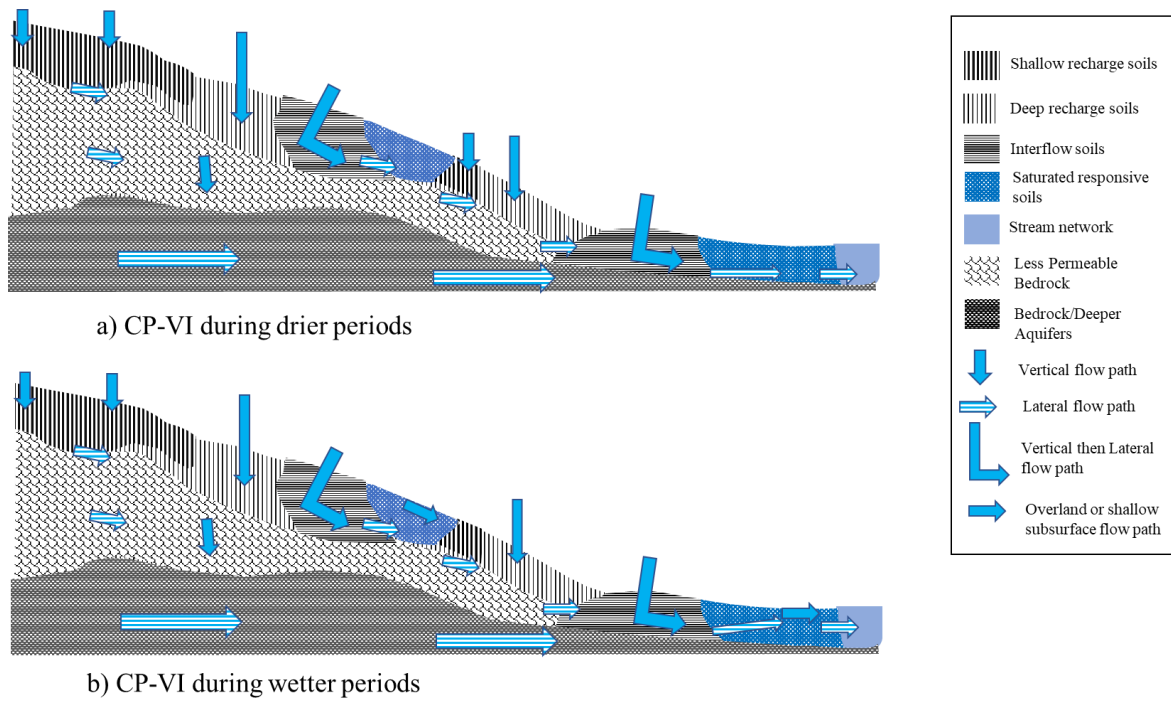 a) CP-VI during drier periods
b) CP-VI during wetter periods
Shallow recharge soils
Deep recharge soils
Interflow soils
Saturated responsive
soils
Stream network
Less Permeable
Bedrock
Bedrock/Deeper
Aquifers
Vertical flow path
Lateral flow path
Vertical then Lateral
flow path
Overland or shallow
subsurface flow path